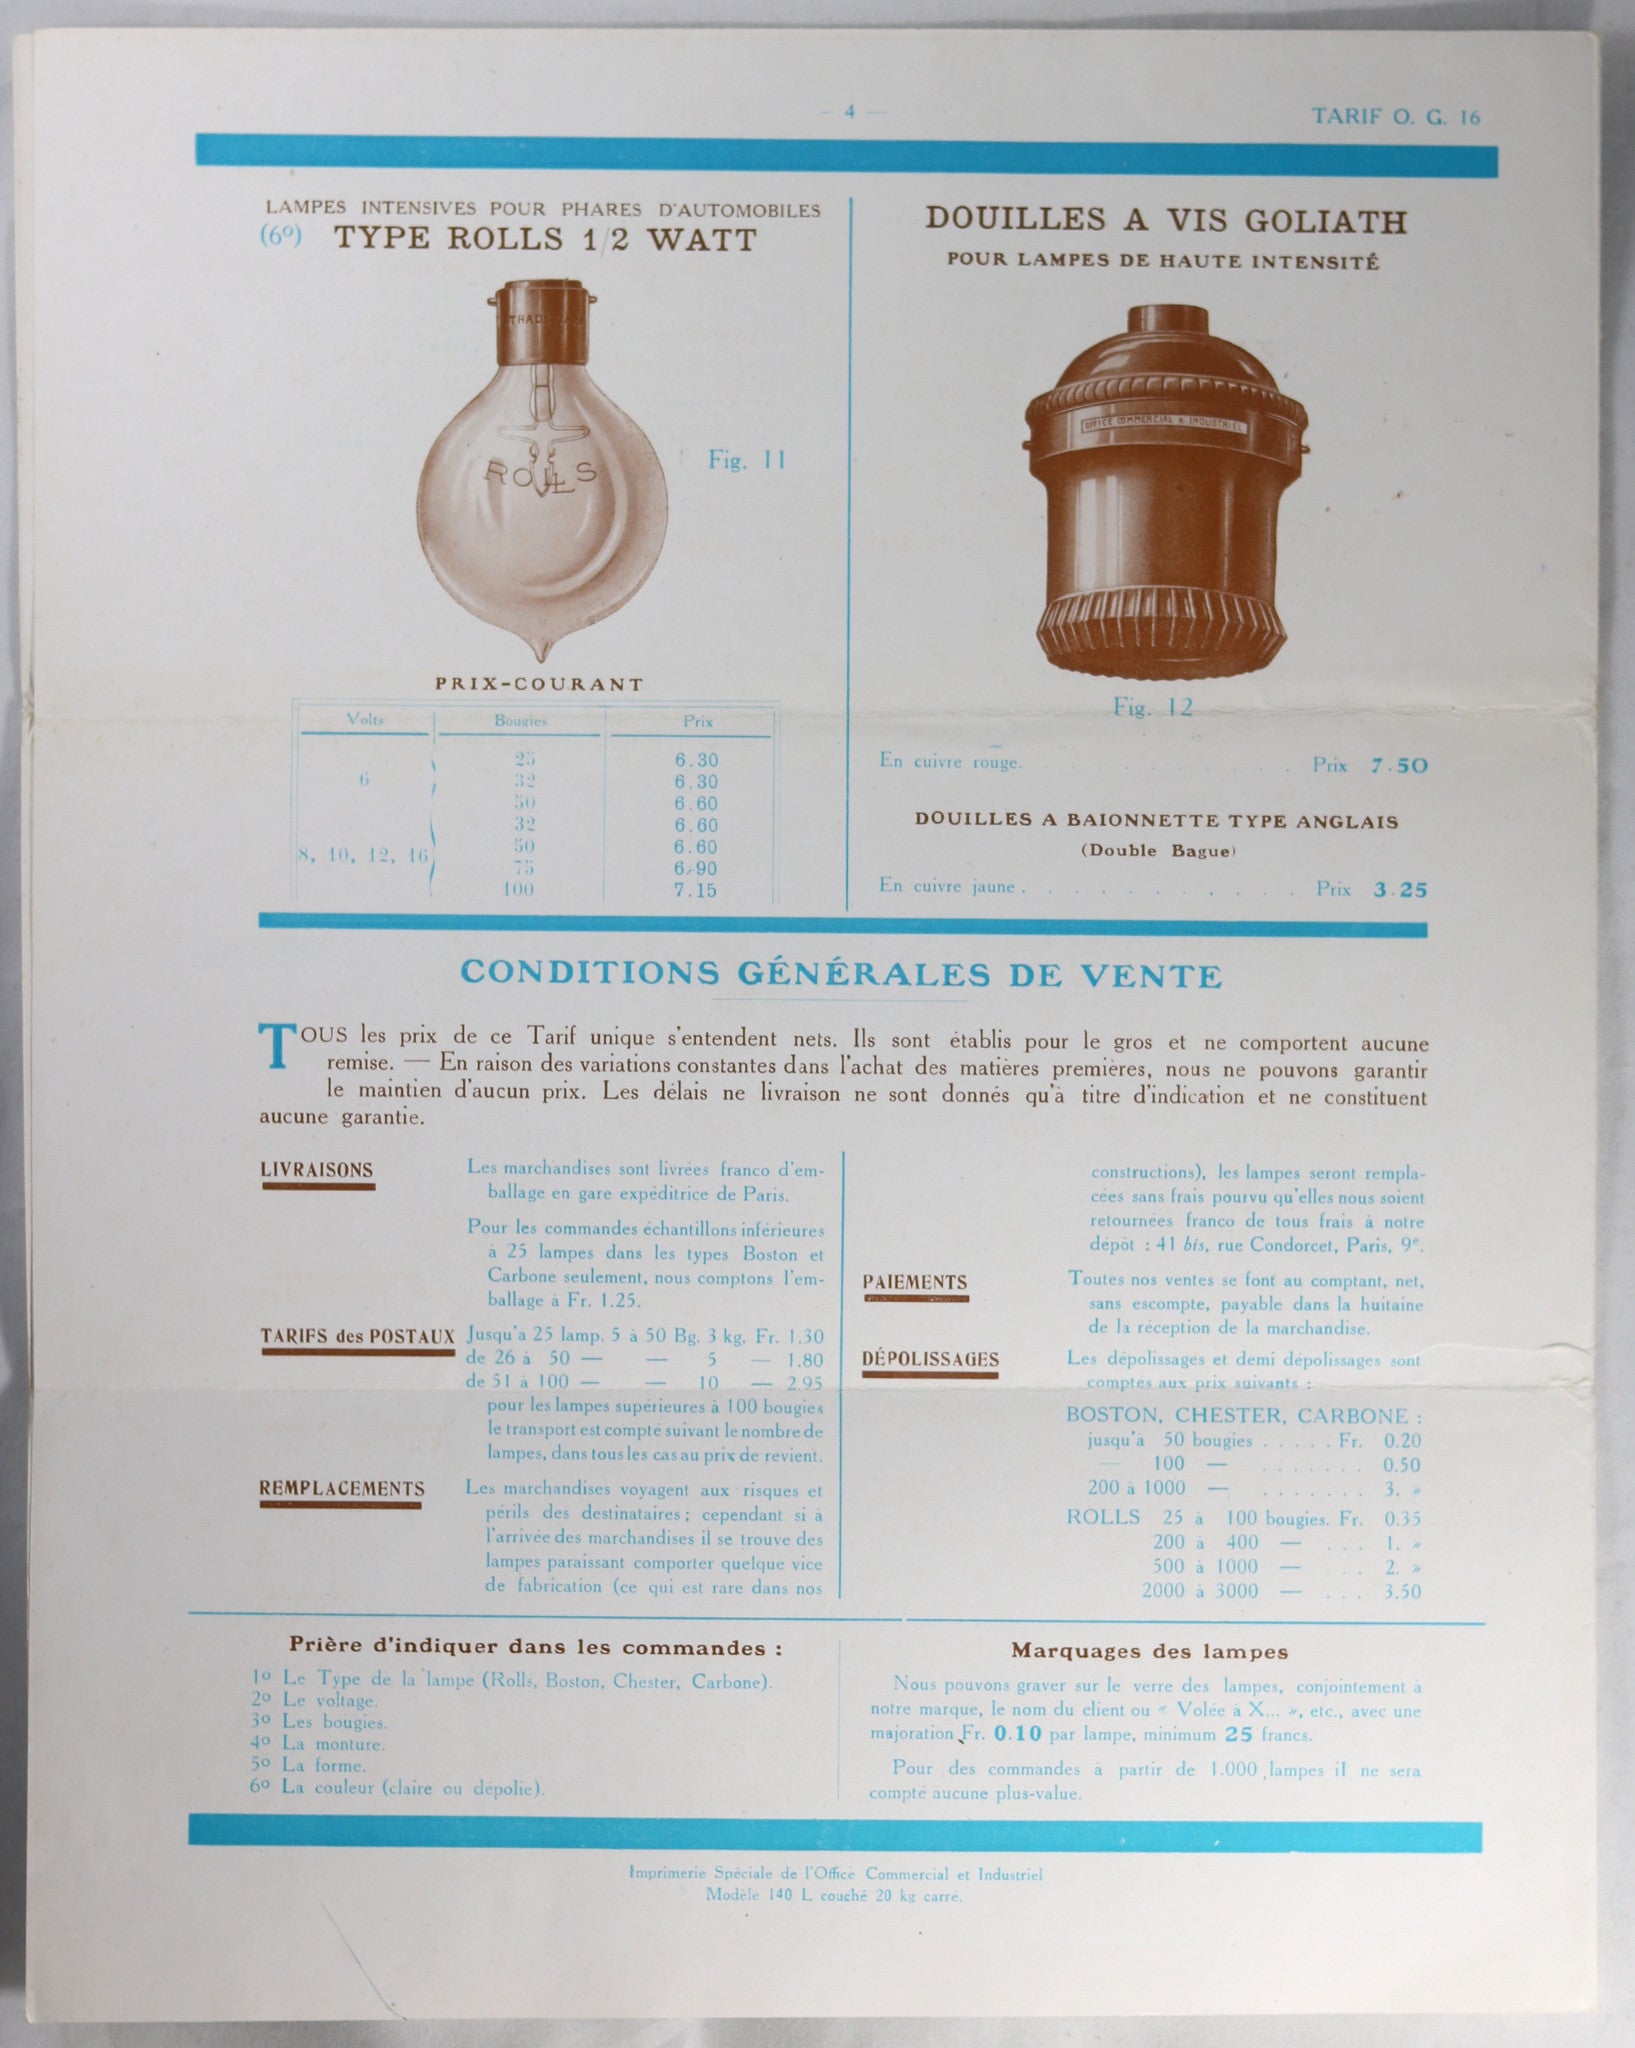 — 4 —
TARIF O. G. 16
LAMPES INTENSIVES POUR PHARES D'AUTOMOBILES
(6º) TYPE ROLLS 1/2 WATT
ROLLS
Fig. 11
PRIX-COURANT
Volts Bougies Prix
6
25 6.30
32 6.30
50 6.60
8, 10, 12, 16
32 6.60
50 6.60
75 6.90
100 7.15
DOUILLES A VIS GOLIATH
POUR LAMPES DE HAUTE INTENSITÉ
OFFICE COMMERCIAL & INDUSTRIEL
Fig. 12
En cuivre rouge. . . . . . . . . . . Prix 7.50
DOUILLES A BAIONNETTE TYPE ANGLAIS
(Double Bague)
En cuivre jaune . . . . . . . . . . Prix 3.25
CONDITIONS GÉNÉRALES DE VENTE
TOUS les prix de ce Tarif unique s'entendent nets. Ils sont établis pour le gros et ne comportent aucune
remise. — En raison des variations constantes dans l'achat des matières premières, nous ne pouvons garantir
le maintien d'aucun prix. Les délais ne livraison ne sont donnés qu'à titre d'indication et ne constituent
aucune garantie.
LIVRAISONS Les marchandises sont livrées franco d'em-
ballage en gare expéditrice de Paris.
Pour les commandes échantillons inférieures
à 25 lampes dans les types Boston et
Carbone seulement, nous comptons l'em-
ballage à Fr. 1.25.
TARIFS des POSTAUX Jusqu'à 25 lamp. 5 à 50 Bg. 3 kg. Fr. 1.30
de 26 à 50 — — 5 — 1.80
de 51 à 100 — — 10 — 2.95
pour les lampes supérieures à 100 bougies
le transport est compté suivant le nombre de
lampes, dans tous les cas au prix de revient.
REMPLACEMENTS Les marchandises voyagent aux risques et
périls des destinataires ; cependant si à
l'arrivée des marchandises il se trouve des
lampes paraissant comporter quelque vice
de fabrication (ce qui est rare dans nos
constructions), les lampes seront rempla-
cées sans frais pourvu qu'elles nous soient
retournées franco de tous frais à notre
dépôt : 41 bis, rue Condorcet, Paris, 9e.
PAIEMENTS Toutes nos ventes se font au comptant, net,
sans escompte, payable dans la huitaine
de la réception de la marchandise.
DÉPOLISSAGES Les dépolissages et demi dépolissages sont
comptés aux prix suivants :
BOSTON, CHESTER, CARBONE :
jusqu'à 50 bougies . . . . . Fr. 0.20
— 100 — . . . . . . . 0.50
200 à 1000 — . . . . . . . 3. »
ROLLS 25 à 100 bougies. Fr. 0.35
200 à 400 — . . . 1. »
500 à 1000 — . . . 2. »
2000 à 3000 — . . . 3.50
Prière d'indiquer dans les commandes :
1º Le Type de la lampe (Rolls, Boston, Chester, Carbone).
2º Le voltage.
3º Les bougies.
4º La monture.
5º La forme.
6º La couleur (claire ou dépolie).
Marquages des lampes
Nous pouvons graver sur le verre des lampes, conjointement à
notre marque, le nom du client ou « Volée à X... », etc., avec une
majoration Fr. 0.10 par lampe, minimum 25 francs.
Pour des commandes à partir de 1.000 lampes il ne sera
compté aucune plus-value.
Imprimerie Spéciale de l'Office Commercial et Industriel
Modèle 140 L couché 20 kg carré.